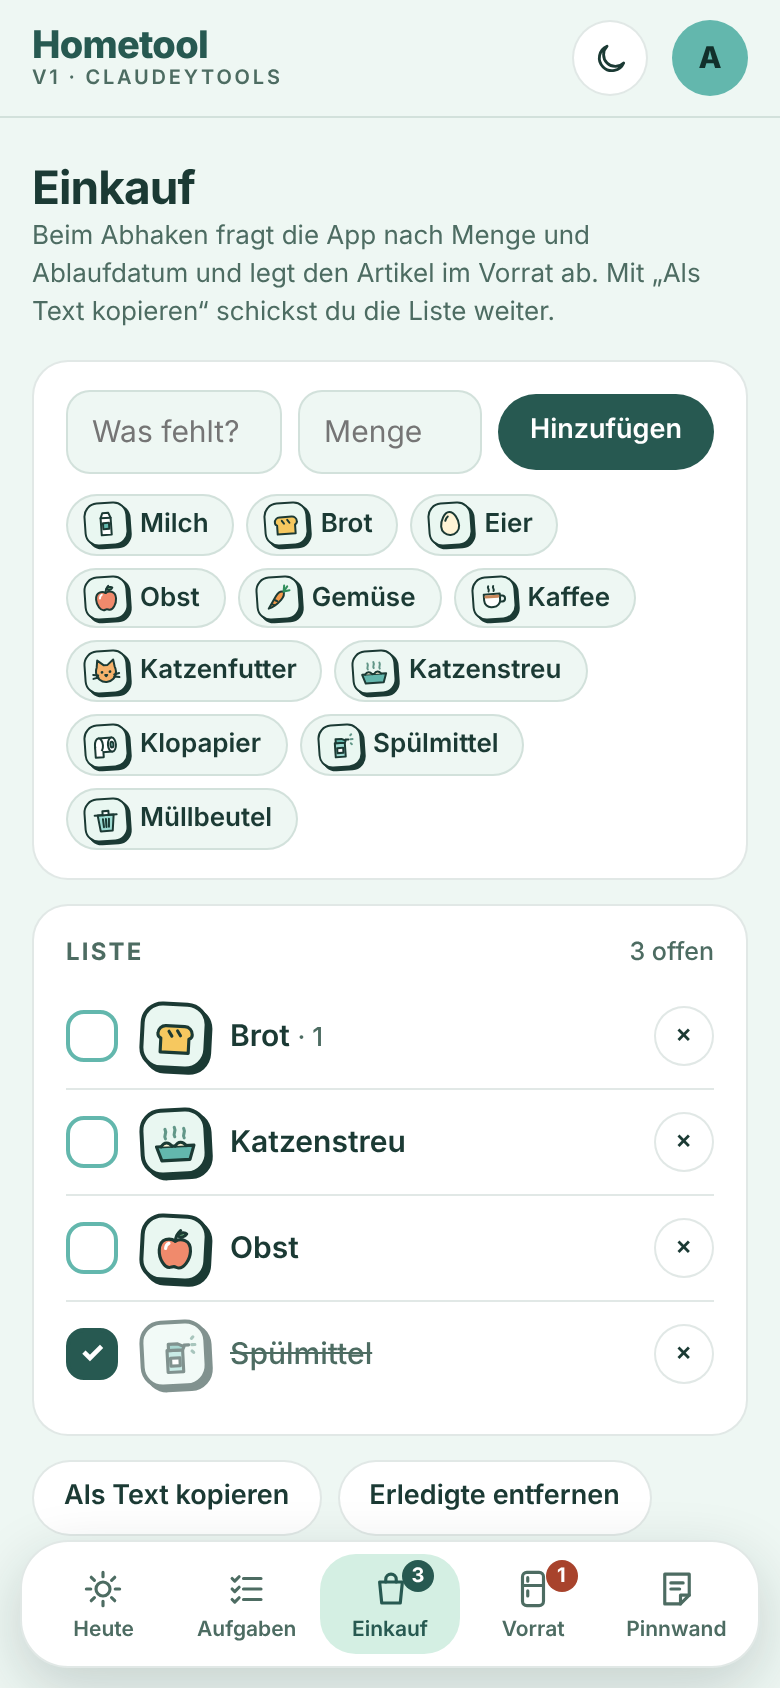 Hometool
V1 · CLAUDEYTOOLS
A
Einkauf
Beim Abhaken fragt die App nach Menge und
Ablaufdatum und legt den Artikel im Vorrat ab. Mit „Als
Text kopieren“ schickst du die Liste weiter.
Was fehlt? Menge Hinzufügen
Milch Brot Eier
Obst Gemüse Kaffee
Katzenfutter Katzenstreu
Klopapier Spülmittel
Müllbeutel
LISTE 3 offen
Brot · 1
Katzenstreu
Obst
Spülmittel
Als Text kopieren Erledigte entfernen
3 1
Heute Aufgaben Einkauf Vorrat Pinnwand